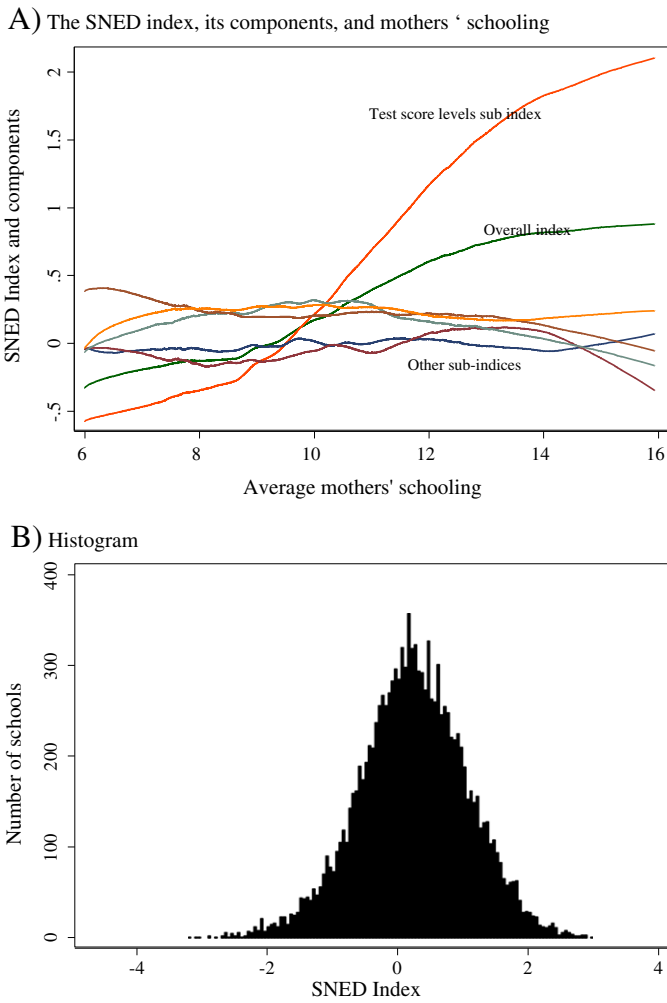 A) The SNED index, its components, and mothers ‘ schooling
SNED Index and components
2
1.5
1
.5
0
-.5
Test score levels sub index
Overall index
Other sub-indices
6 8 10 12 14 16
Average mothers' schooling
B) Histogram
Number of schools
400
300
200
100
0
-4 -2 0 2 4
SNED Index